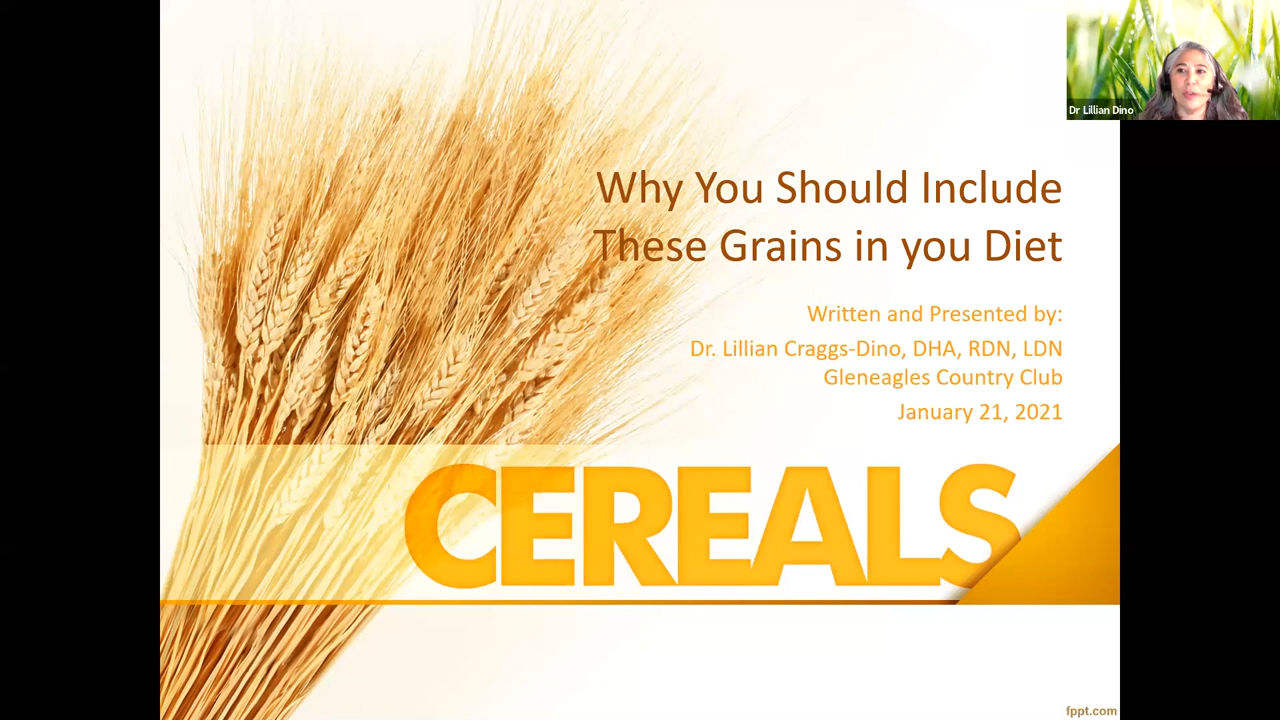 Dr Lillian Dino
Why You Should Include
These Grains in you Diet
Written and Presented by:
Dr. Lillian Craggs-Dino, DHA, RDN, LDN
Gleneagles Country Club
January 21, 2021
CEREALS
fppt.com